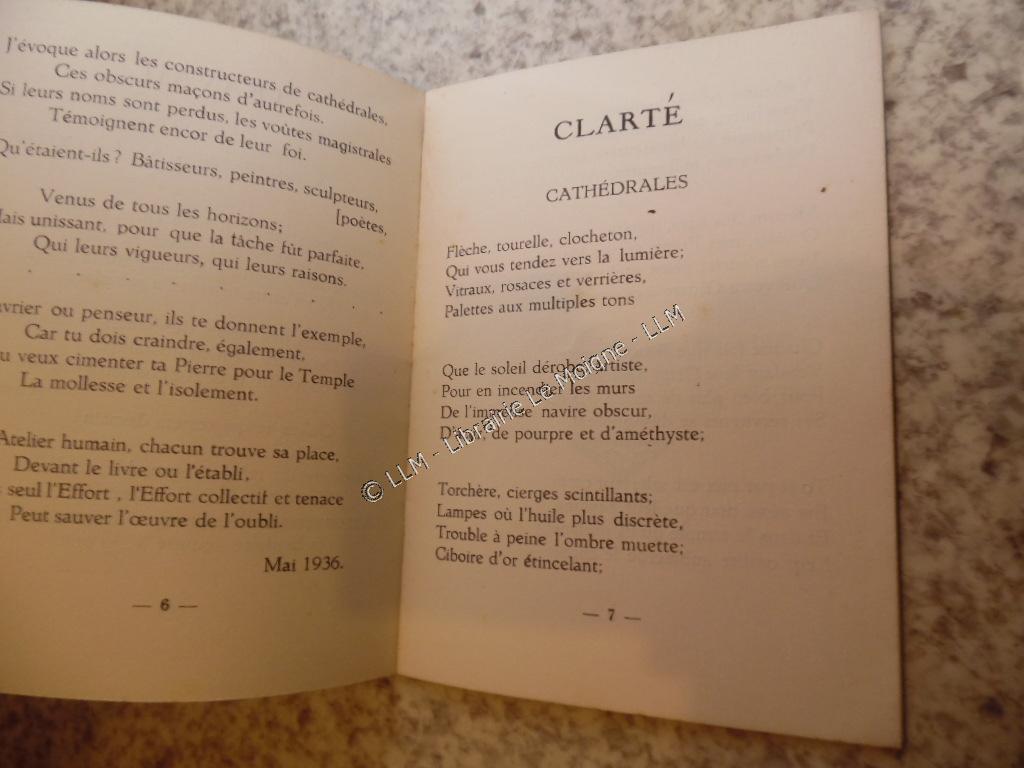 J'évoque alors les constructeurs de cathédrales,
Ces obscurs maçons d'autrefois.
Si leurs noms sont perdus, les voûtes magistrales
Témoignent encor de leur foi.
Qu'étaient-ils ? Bâtisseurs, peintres, sculpteurs,
[poètes,
Venus de tous les horizons;
Mais unissant, pour que la tâche fût parfaite,
Qui leurs vigueurs, qui leurs raisons.
. . . . . . . .
vrier ou penseur, ils te donnent l'exemple,
Car tu dois craindre, également,
u veux cimenter ta Pierre pour le Temple
La mollesse et l'isolement.
Atelier humain, chacun trouve sa place,
Devant le livre ou l'établi,
seul l'Effort , l'Effort collectif et tenace
Peut sauver l'œuvre de l'oubli.
Mai 1936.
— 6 —
CLARTÉ
CATHÉDRALES
Flèche, tourelle, clocheton,
Qui vous tendez vers la lumière;
Vitraux, rosaces et verrières,
Palettes aux multiples tons
Que le soleil dérobe artiste,
Pour en incendier les murs
De l'immense navire obscur,
de pourpre et d'améthyste;
Torchère, cierges scintillants;
Lampes où l'huile plus discrète,
Trouble à peine l'ombre muette;
Ciboire d'or étincelant;
— 7 —
© LLM - Librairie Le Moigne - LLM